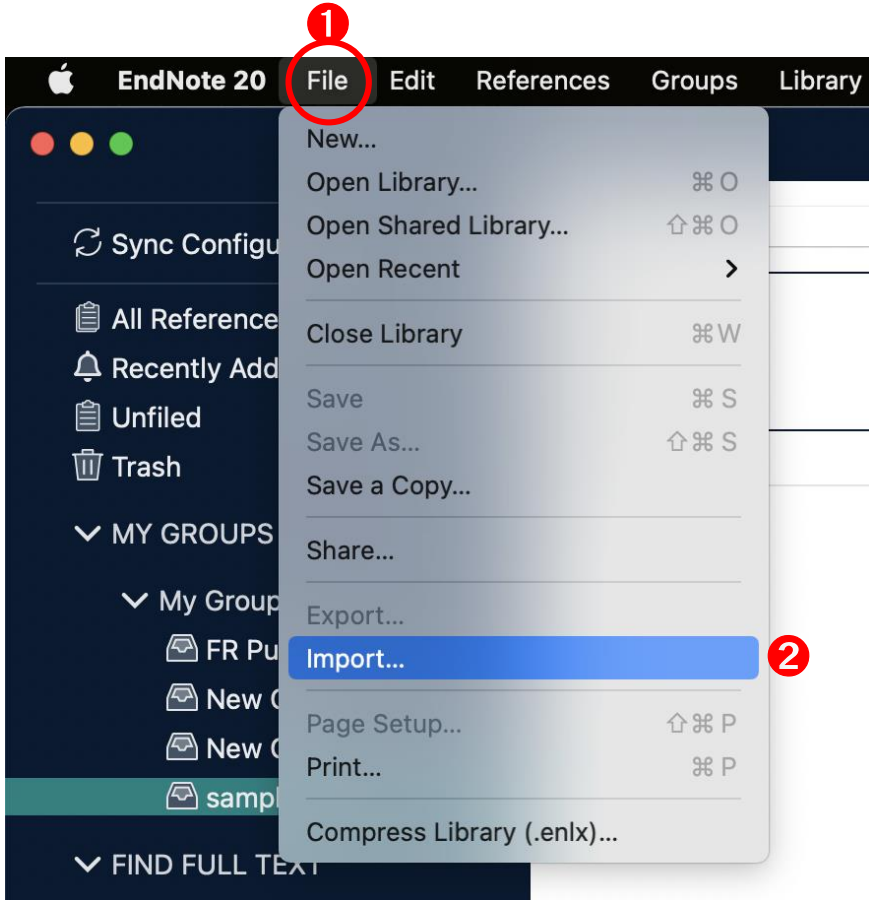 1
EndNote 20 File Edit References Groups Library
New...
Open Library... ⌘ O
Open Shared Library... ⇧ ⌘ O
Sync Configu
Open Recent
All Reference
Close Library ⌘ W
Recently Add
Save ⌘ S
Unfiled
Save As... ⇧ ⌘ S
Trash
Save a Copy...
MY GROUPS
Share...
My Group
Export...
FR Pu
Import... 2
New G
Page Setup... ⇧ ⌘ P
New G
Print... ⌘ P
sampl
Compress Library (.enlx)...
FIND FULL TEXT